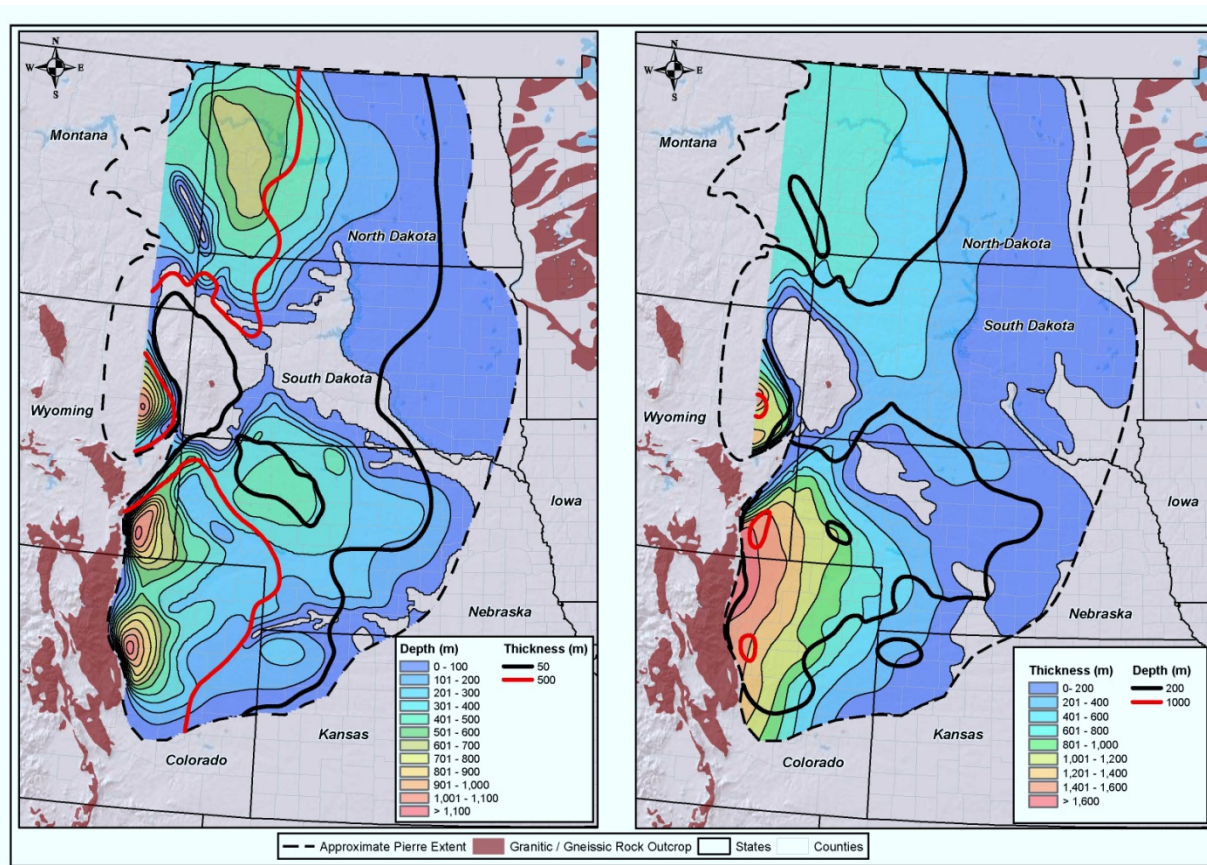 N
W E
S
Montana
North Dakota
South Dakota
Wyoming
Iowa
Nebraska
Kansas
Colorado
Depth (m)
0 - 100
101 - 200
201 - 300
301 - 400
401 - 500
501 - 600
601 - 700
701 - 800
801 - 900
901 - 1,000
1,001 - 1,100
> 1,100
Thickness (m)
50
500
N
W E
S
Montana
North Dakota
South Dakota
Wyoming
Iowa
Nebraska
Kansas
Colorado
Thickness (m)
0- 200
201 - 400
401 - 600
601 - 800
801 - 1,000
1,001 - 1,200
1,201 - 1,400
1,401 - 1,600
> 1,600
Depth (m)
200
1000
Approximate Pierre Extent
Granitic / Gneissic Rock Outcrop
States
Counties